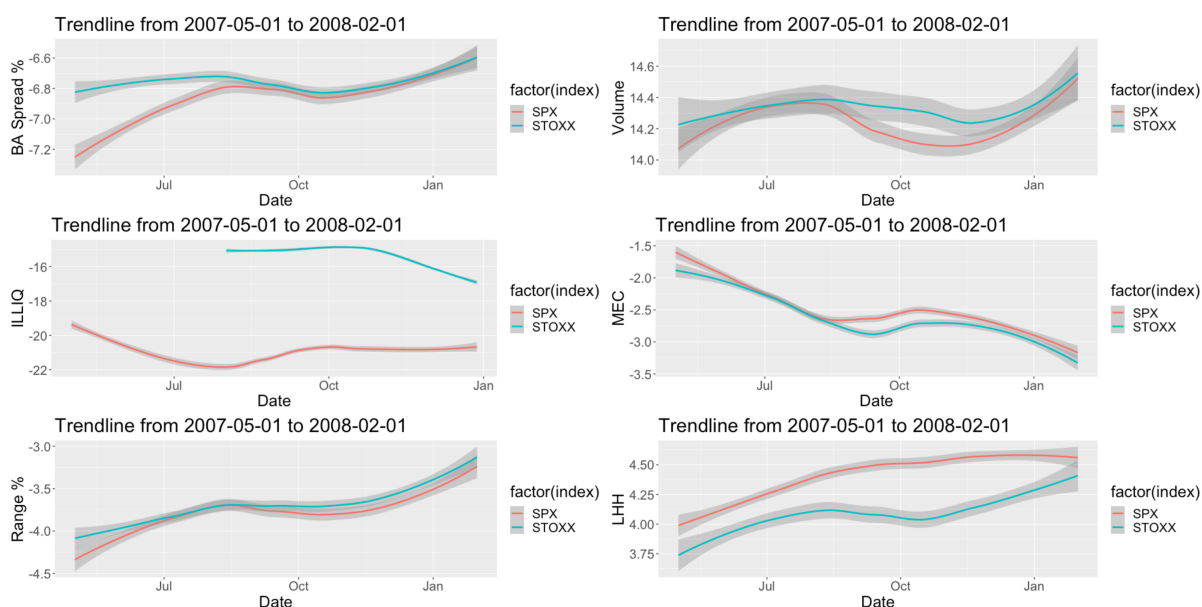 Trendline from 2007-05-01 to 2008-02-01
BA Spread %
-6.6
-6.8
-7.0
-7.2
Jul Oct Jan
Date
factor(index)
SPX
STOXX
Trendline from 2007-05-01 to 2008-02-01
Volume
14.6
14.4
14.2
14.0
Jul Oct Jan
Date
factor(index)
SPX
STOXX
Trendline from 2007-05-01 to 2008-02-01
ILLIQ
-16
-18
-20
-22
Jul Oct Jan
Date
factor(index)
SPX
STOXX
Trendline from 2007-05-01 to 2008-02-01
MEC
-1.5
-2.0
-2.5
-3.0
-3.5
Jul Oct Jan
Date
factor(index)
SPX
STOXX
Trendline from 2007-05-01 to 2008-02-01
Range %
-3.0
-3.5
-4.0
-4.5
Jul Oct Jan
Date
factor(index)
SPX
STOXX
Trendline from 2007-05-01 to 2008-02-01
LHH
4.50
4.25
4.00
3.75
Jul Oct Jan
Date
factor(index)
SPX
STOXX